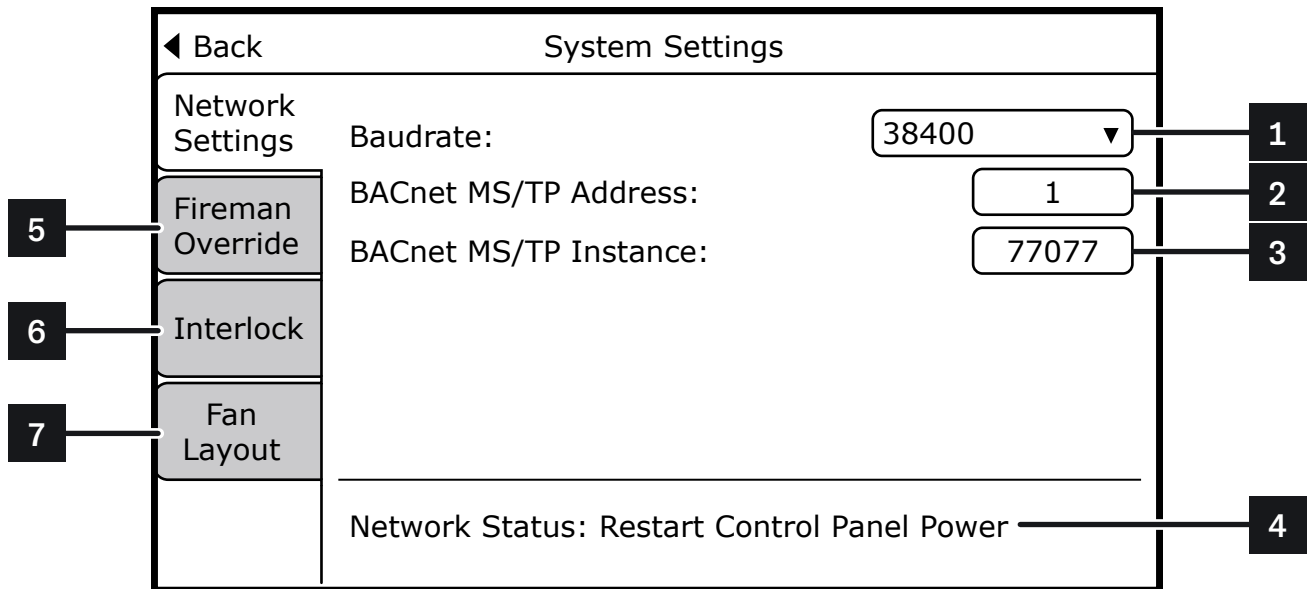 ◀ Back
System Settings
Network
Settings
Baudrate:
38400 ▼
1
BACnet MS/TP Address:
1
2
BACnet MS/TP Instance:
77077
3
5
Fireman
Override
6
Interlock
7
Fan
Layout
Network Status: Restart Control Panel Power
4